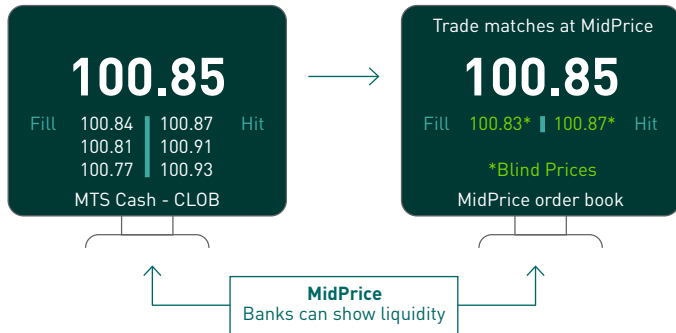 100.85
Fill 100.84 100.87 Hit
100.81 100.91
100.77 100.93
MTS Cash - CLOB
Trade matches at MidPrice
100.85
Fill 100.83* 100.87* Hit
*Blind Prices
MidPrice order book
MidPrice
Banks can show liquidity